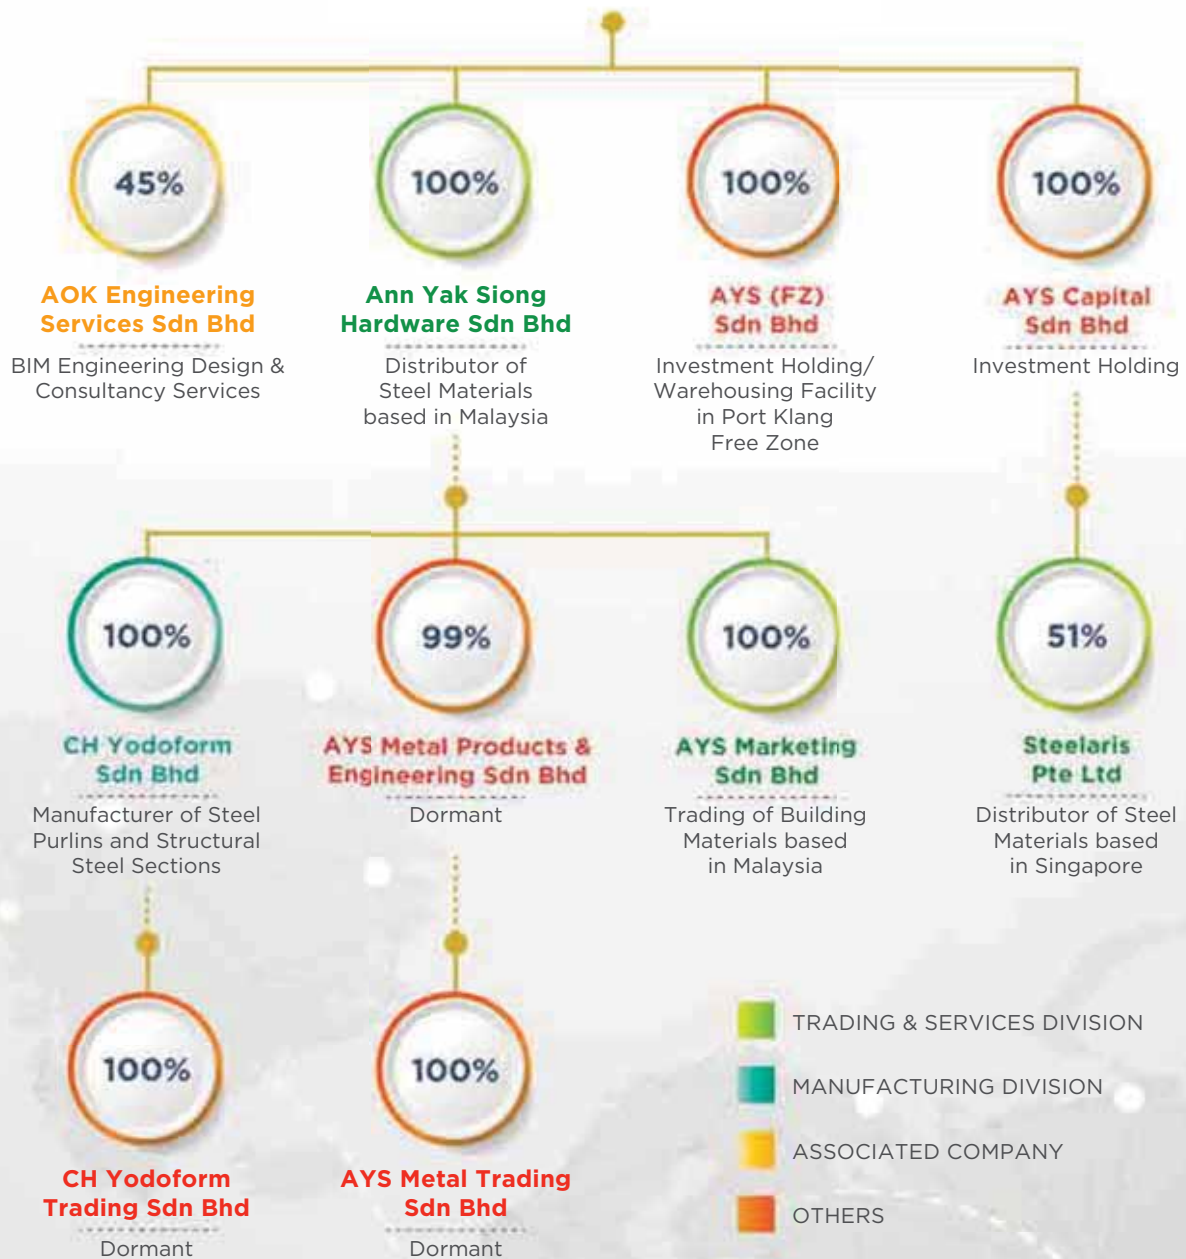 45%
AOK Engineering
Services Sdn Bhd
BIM Engineering Design &
Consultancy Services
100%
Ann Yak Siong
Hardware Sdn Bhd
Distributor of
Steel Materials
based in Malaysia
100%
AYS (FZ)
Sdn Bhd
Investment Holding/
Warehousing Facility
in Port Klang
Free Zone
100%
AYS Capital
Sdn Bhd
Investment Holding
100%
CH Yodoform
Sdn Bhd
Manufacturer of Steel
Purlins and Structural
Steel Sections
99%
AYS Metal Products &
Engineering Sdn Bhd
Dormant
100%
AYS Marketing
Sdn Bhd
Trading of Building
Materials based
in Malaysia
51%
Steelaris
Pte Ltd
Distributor of Steel
Materials based
in Singapore
100%
CH Yodoform
Trading Sdn Bhd
Dormant
100%
AYS Metal Trading
Sdn Bhd
Dormant
TRADING & SERVICES DIVISION
MANUFACTURING DIVISION
ASSOCIATED COMPANY
OTHERS